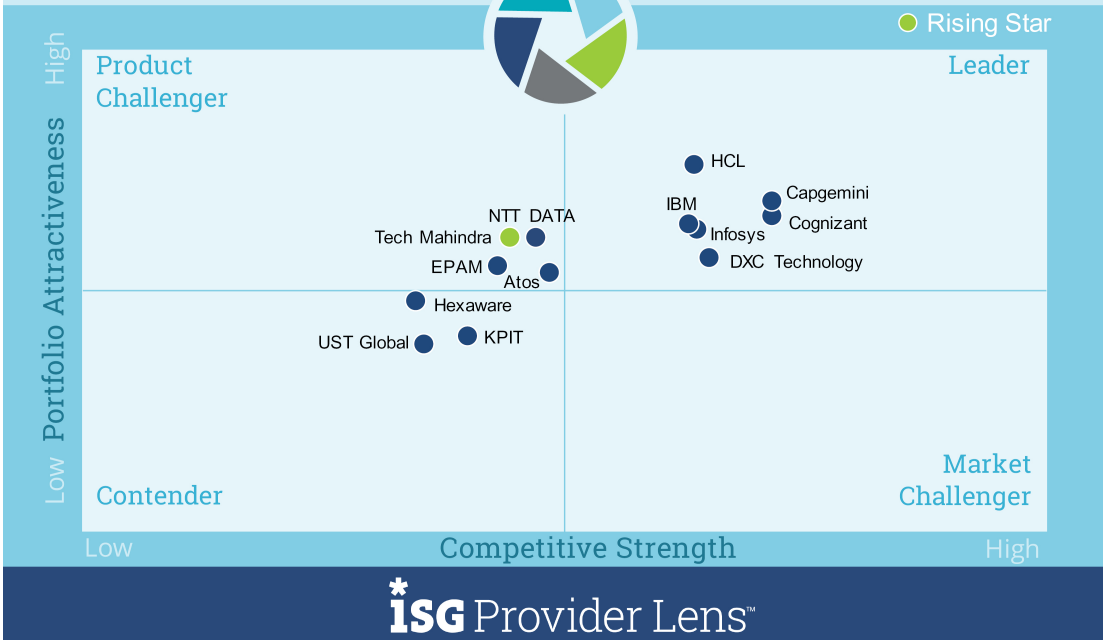 Rising Star
High
Product
Challenger
Leader
Portfolio Attractiveness
HCL
Capgemini
IBM
Cognizant
Infosys
DXC Technology
NTT DATA
Tech Mahindra
EPAM
Atos
Hexaware
UST Global
KPIT
Low
Contender
Market
Challenger
Low
Competitive Strength
High
ISG Provider Lens™